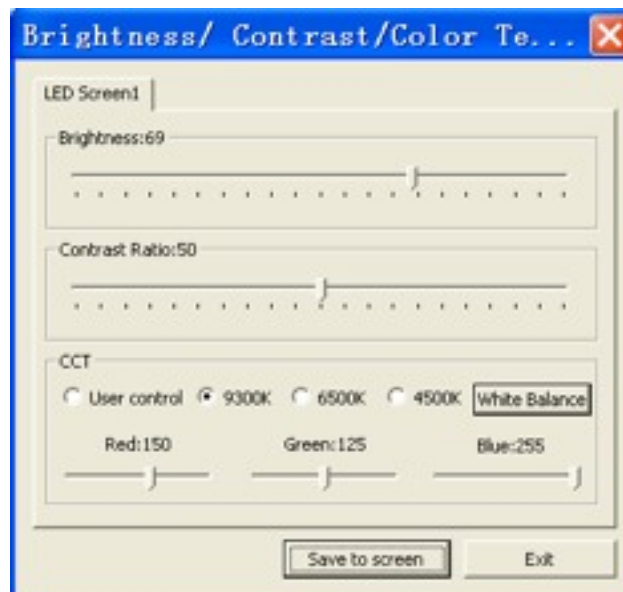 Brightness/ Contrast/Color Te...
LED Screen1
Brightness:69
Contrast Ratio:50
CCT
User control 9300K 6500K 4500K White Balance
Red:150 Green:125 Blue:255
Save to screen Exit